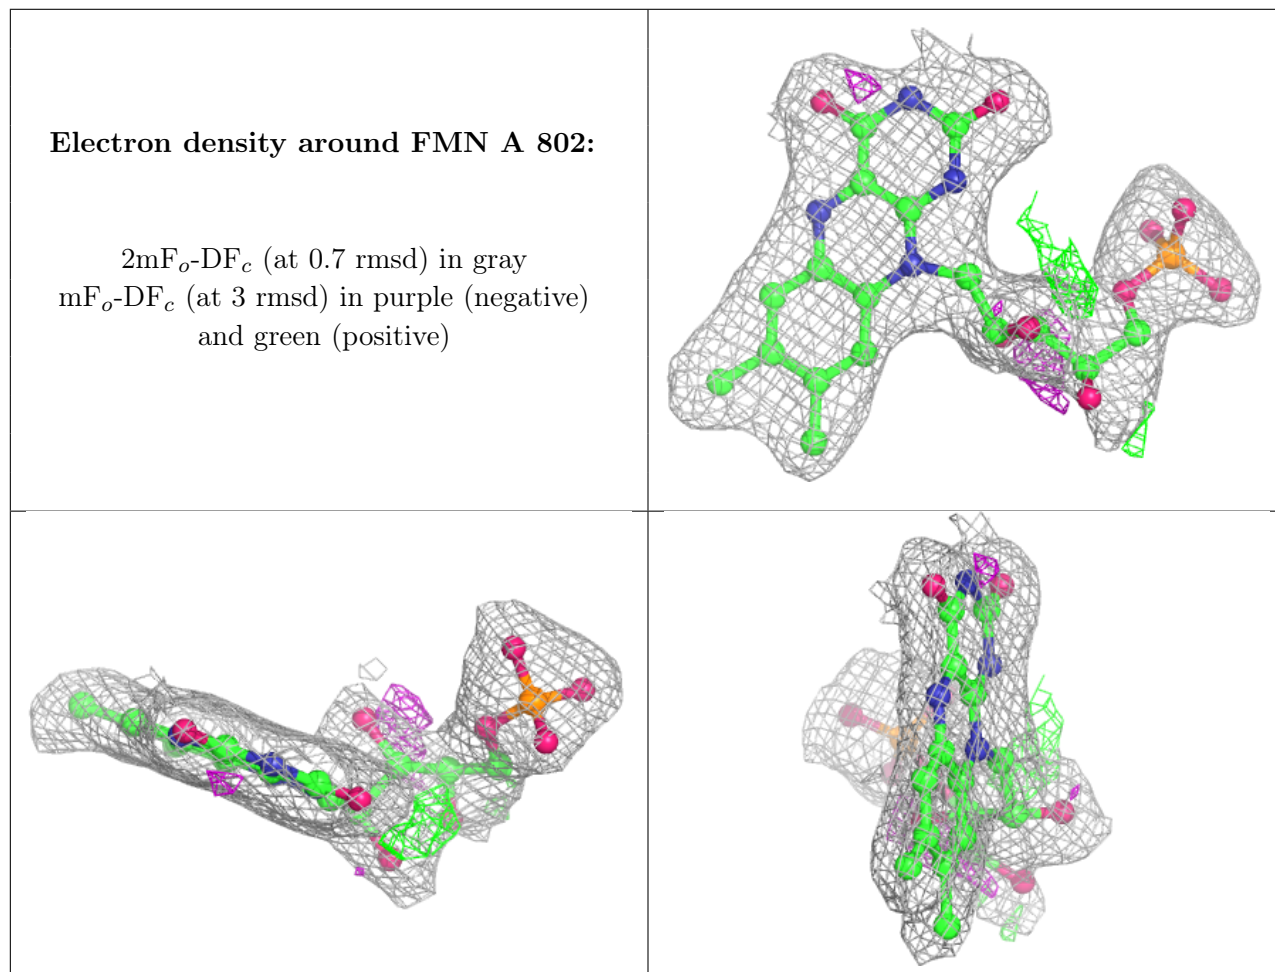 Electron density around FMN A 802:
2mFo-DFc (at 0.7 rmsd) in gray
mFo-DFc (at 3 rmsd) in purple (negative)
and green (positive)